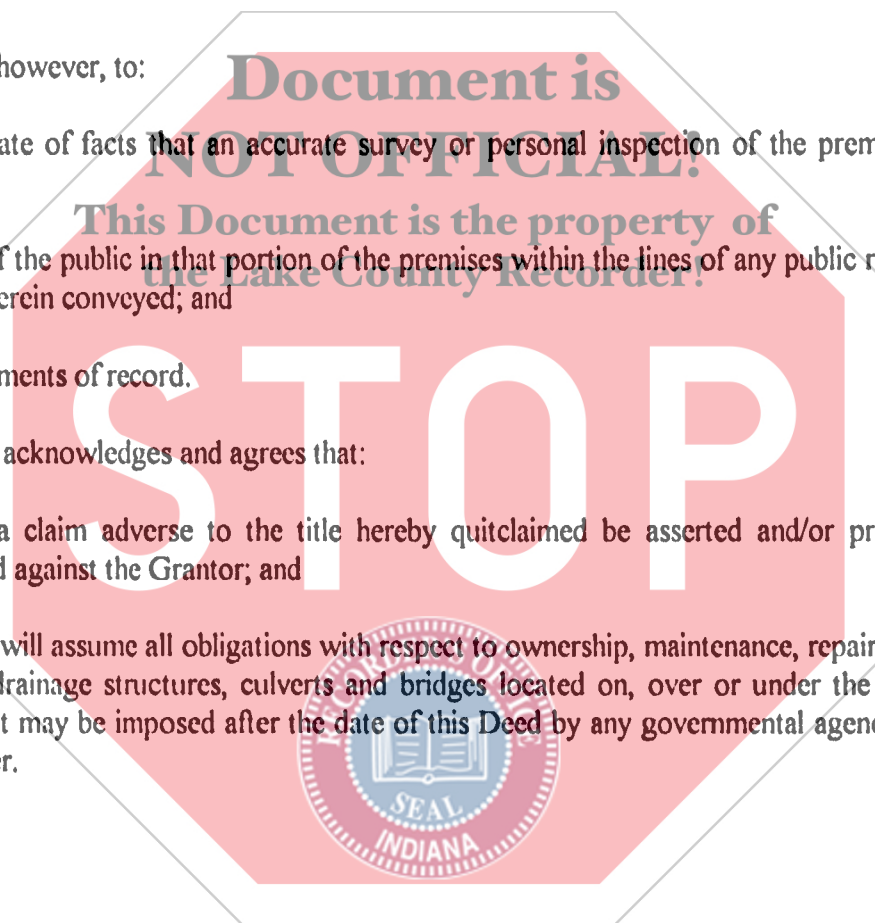 however, to:
Document is
ate of facts that an accurate survey or personal inspection of the prem
NOT OFFICIAL!
This Document is the property of
f the public in that portion of the premises within the lines of any public r
the Lake County Recorder!
erein conveyed; and
ments of record.
STOP
acknowledges and agrees that:
a claim adverse to the title hereby quitclaimed be asserted and/or pr
d against the Grantor; and
will assume all obligations with respect to ownership, maintenance, repair
drainage structures, culverts and bridges located on, over or under the
t may be imposed after the date of this Deed by any governmental agenc
er.
SEAL
INDIANA